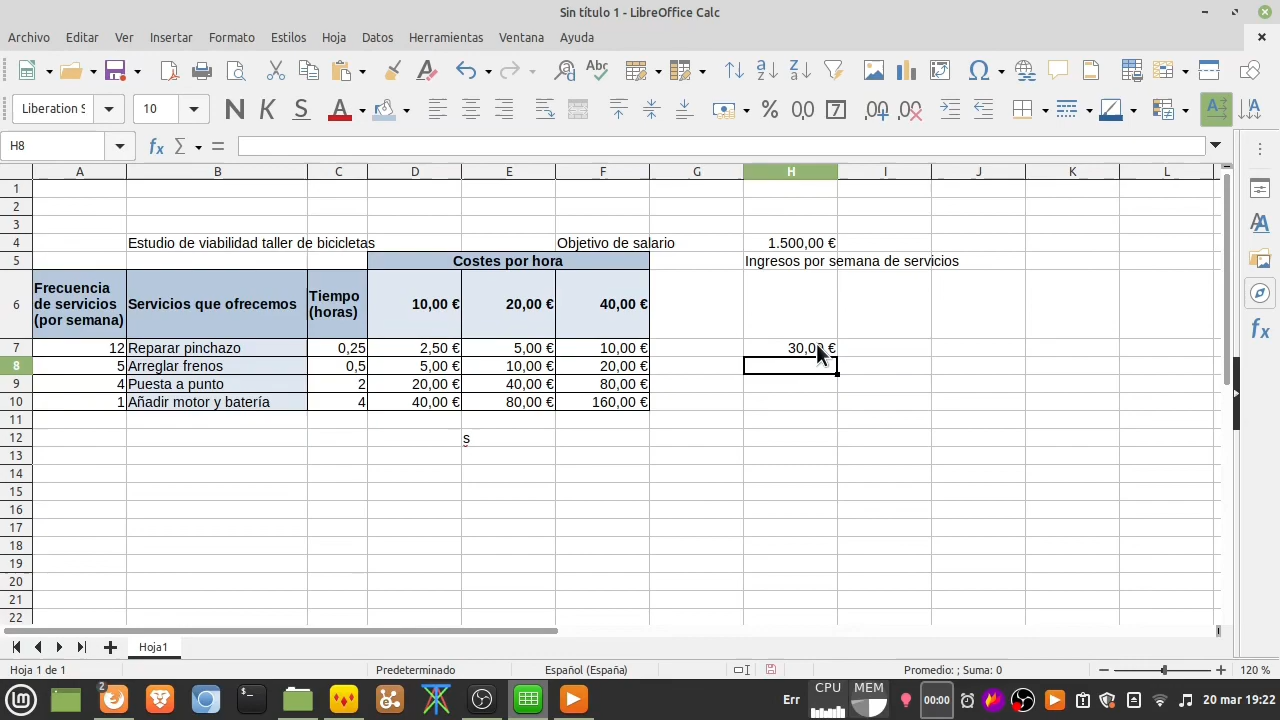 Sin título 1 - LibreOffice Calc
Archivo Editar Ver Insertar Formato Estilos Hoja Datos Herramientas Ventana Ayuda
Liberation S 10 N K S A
H8 fx Σ =
A B C D E F G H I J K L
1
2
3
4 Estudio de viabilidad taller de bicicletas Objetivo de salario 1.500,00 €
5 Costes por hora Ingresos por semana de servicios
6 Frecuencia de servicios (por semana) Servicios que ofrecemos Tiempo (horas) 10,00 € 20,00 € 40,00 €
7 12 Reparar pinchazo 0,25 2,50 € 5,00 € 10,00 € 30,00 €
8 5 Arreglar frenos 0,5 5,00 € 10,00 € 20,00 €
9 4 Puesta a punto 2 20,00 € 40,00 € 80,00 €
10 1 Añadir motor y batería 4 40,00 € 80,00 € 160,00 €
11
12 s
13
14
15
16
17
18
19
20
21
22
Hoja1
Hoja 1 de 1 Predeterminado Español (España) Promedio: ; Suma: 0 120 %
2 Err CPU MEM 00:00 20 mar 19:22